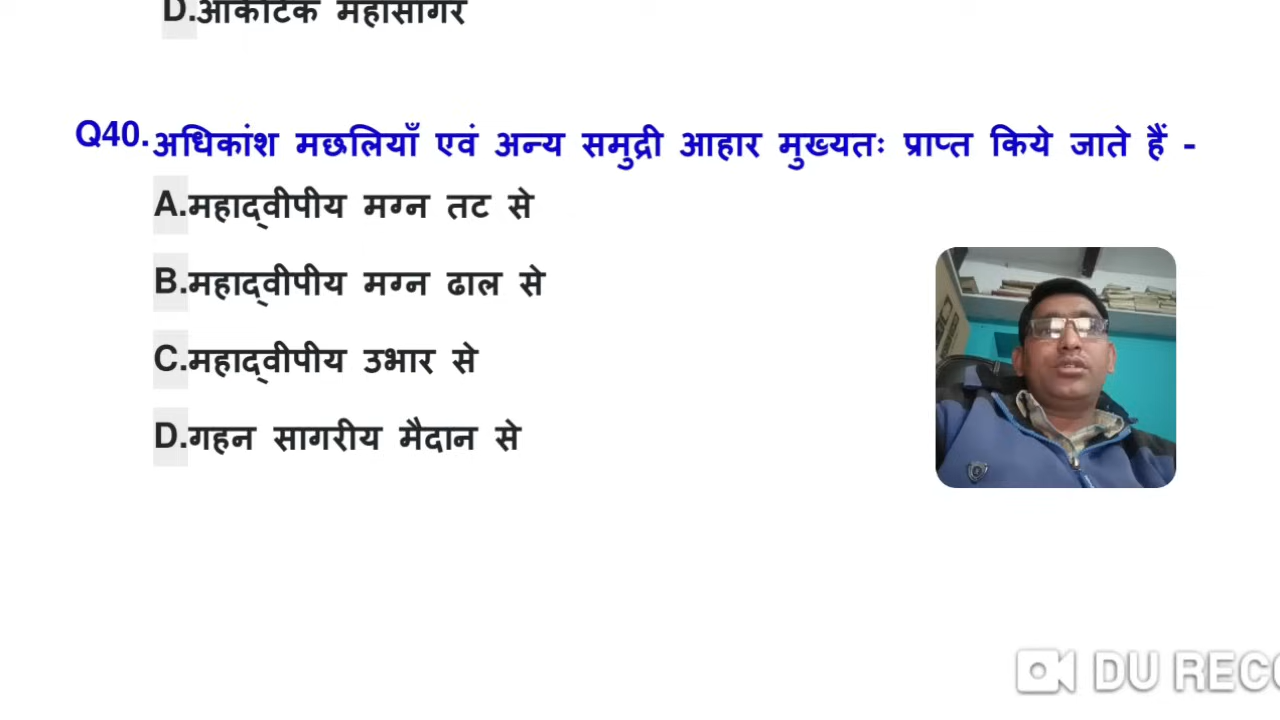 D.आर्कटिक महासागर
Q40. अधिकांश मछलियाँ एवं अन्य समुद्री आहार मुख्यतः प्राप्त किये जाते हैं -
A.महाद्वीपीय मग्न तट से
B.महाद्वीपीय मग्न ढाल से
C.महाद्वीपीय उभार से
D.गहन सागरीय मैदान से
DU RECO